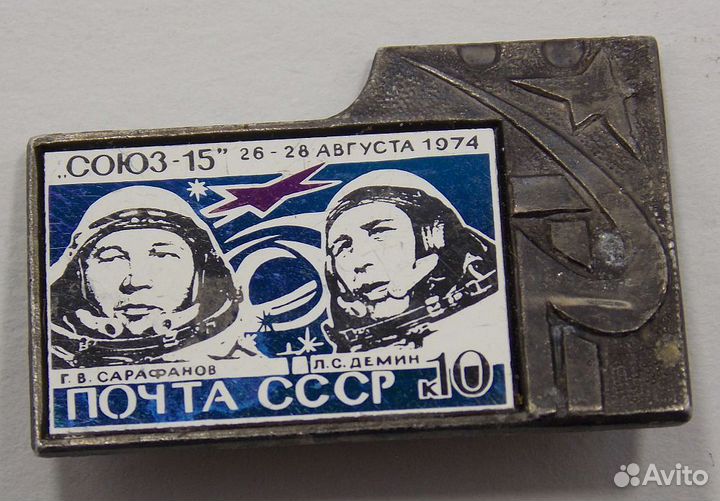 „СОЮЗ-15” 26-28 АВГУСТА 1974
Г. В. САРАФАНОВ
Л.С.ДЕМИН
ПОЧТА СССР к10
Avito